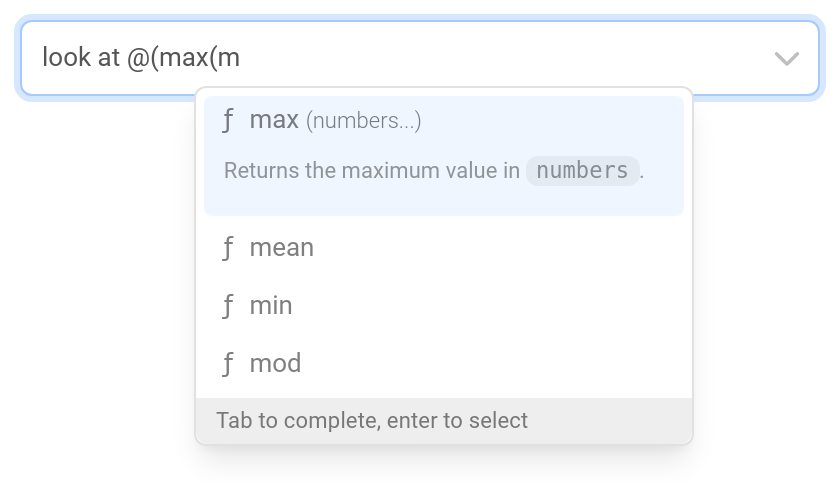 look at @(max(m
ƒ max (numbers...)
Returns the maximum value in numbers.
ƒ mean
ƒ min
ƒ mod
Tab to complete, enter to select